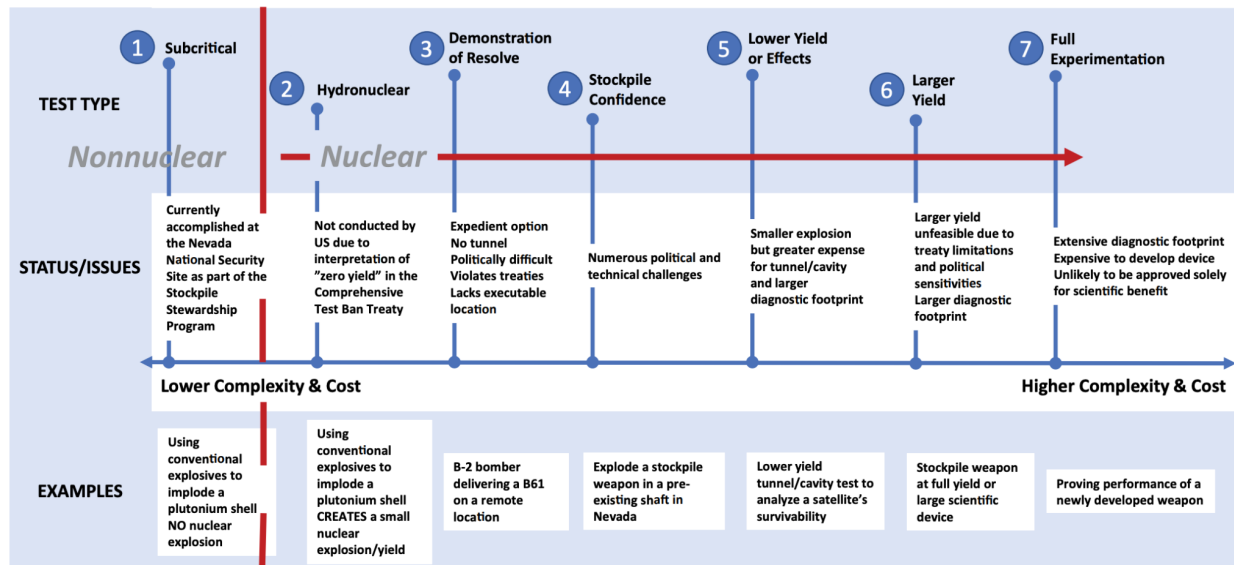 1
Subcritical
2
Hydronuclear
3
Demonstration
of Resolve
4
Stockpile
Confidence
5
Lower Yield
or Effects
6
Larger
Yield
7
Full
Experimentation
TEST TYPE
Nonnuclear
Nuclear
STATUS/ISSUES
Currently
accomplished at
the Nevada
National Security
Site as part of the
Stockpile
Stewardship
Program
Not conducted by
US due to
interpretation of
”zero yield” in the
Comprehensive
Test Ban Treaty
Expedient option
No tunnel
Politically difficult
Violates treaties
Lacks executable
location
Numerous political and
technical challenges
Smaller explosion
but greater expense
for tunnel/cavity
and larger
diagnostic footprint
Larger yield
unfeasible due to
treaty limitations
and political
sensitivities
Larger diagnostic
footprint
Extensive diagnostic footprint
Expensive to develop device
Unlikely to be approved solely
for scientific benefit
Lower Complexity & Cost
Higher Complexity & Cost
EXAMPLES
Using
conventional
explosives to
implode a
plutonium shell
NO nuclear
explosion
Using
conventional
explosives to
implode a
plutonium shell
CREATES a small
nuclear
explosion/yield
B-2 bomber
delivering a B61
on a remote
location
Explode a stockpile
weapon in a pre-
existing shaft in
Nevada
Lower yield
tunnel/cavity test to
analyze a satellite’s
survivability
Stockpile weapon
at full yield or
large scientific
device
Proving performance of a
newly developed weapon